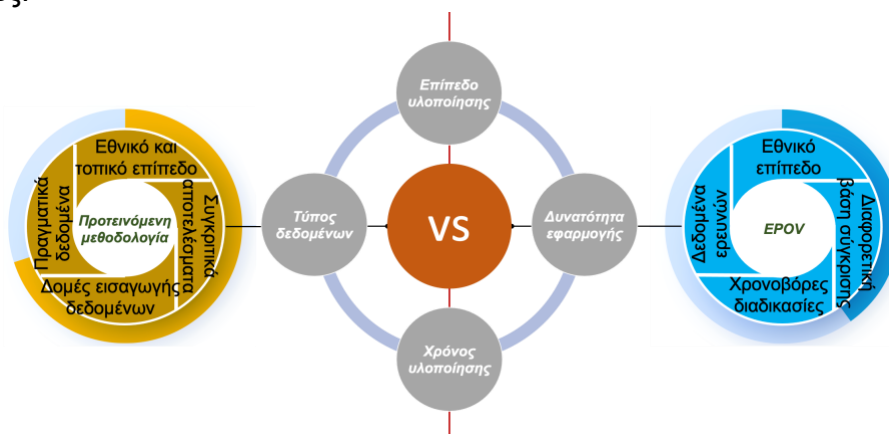 ς.
Επίπεδο
υλοποίησης
Εθνικό και
τοπικό επίπεδο
Πραγματικά
δεδομένα
Προτεινόμενη
μεθοδολογία
Συγκριτικά
αποτελέσματα
Δομές εισαγωγής
δεδομένων
Τύπος
δεδομένων
VS
Δυνατότητα
εφαρμογής
Εθνικό
επίπεδο
Δεδομένα
ερευνών
EPOV
Διαφορετική
βάση σύγκρισης
Χρονοβόρες
διαδικασίες
Χρόνος
υλοποίησης